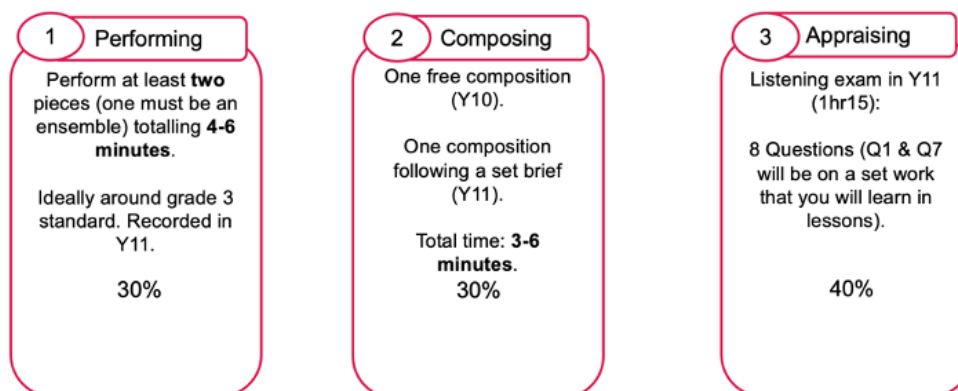 1 Performing
Perform at least two
pieces (one must be an
ensemble) totalling 4-6
minutes.
Ideally around grade 3
standard. Recorded in
Y11.
30%
2 Composing
One free composition
(Y10).
One composition
following a set brief
(Y11).
Total time: 3-6
minutes.
30%
3 Appraising
Listening exam in Y11
(1hr15):
8 Questions (Q1 & Q7
will be on a set work
that you will learn in
lessons).
40%